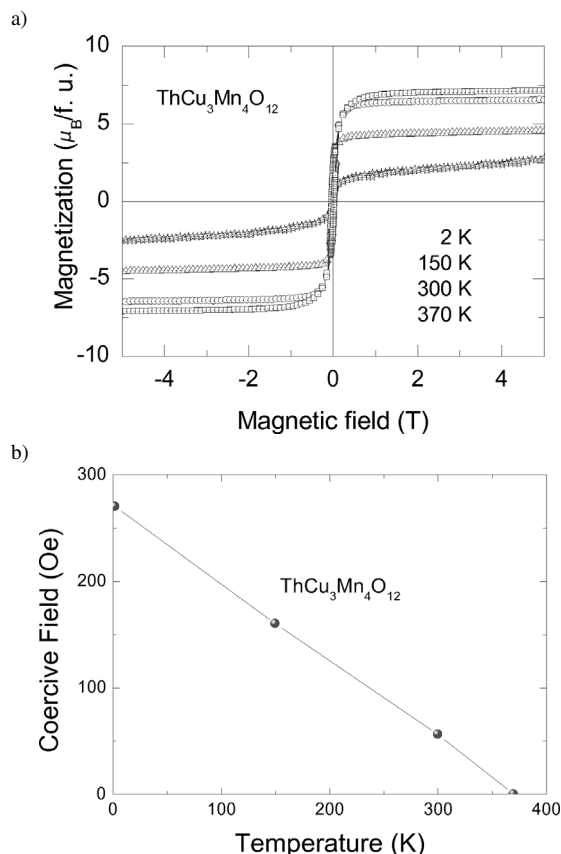 a)
10
5
0
-5
-10
Magnetization (μB/f. u.)
ThCu3Mn4O12
2 K
150 K
300 K
370 K
-4 -2 0 2 4
Magnetic field (T)
b)
300
200
100
0
Coercive Field (Oe)
ThCu3Mn4O12
0 100 200 300 400
Temperature (K)